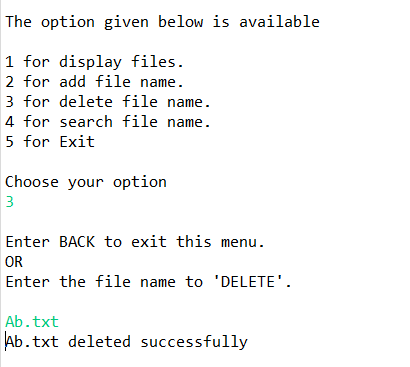 The option given below is available
1 for display files.
2 for add file name.
3 for delete file name.
4 for search file name.
5 for Exit
Choose your option
3
Enter BACK to exit this menu.
OR
Enter the file name to 'DELETE'.
Ab.txt
Ab.txt deleted successfully